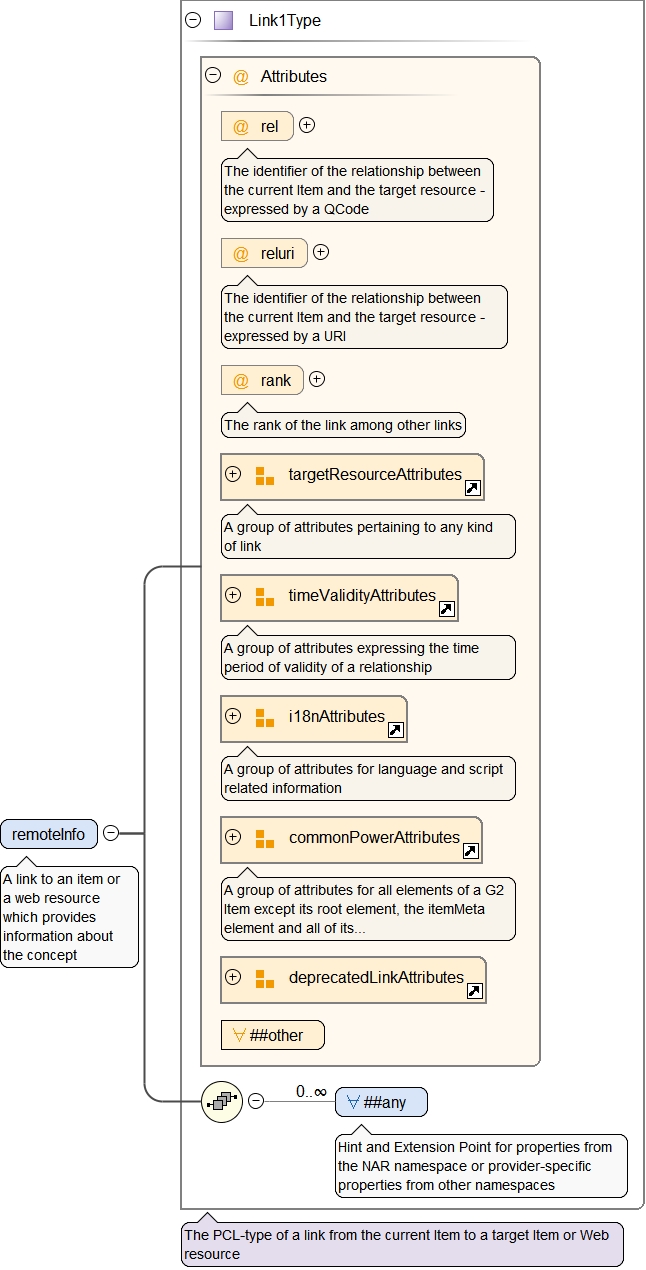 Link1Type
@ Attributes
@ rel
The identifier of the relationship between
the current Item and the target resource -
expressed by a QCode
@ reluri
The identifier of the relationship between
the current Item and the target resource -
expressed by a URI
@ rank
The rank of the link among other links
targetResourceAttributes
A group of attributes pertaining to any kind
of link
timeValidityAttributes
A group of attributes expressing the time
period of validity of a relationship
i18nAttributes
A group of attributes for language and script
related information
remoteInfo
A link to an item or
a web resource
which provides
information about
the concept
commonPowerAttributes
A group of attributes for all elements of a G2
Item except its root element, the itemMeta
element and all of its...
deprecatedLinkAttributes
##other
0..∞
##any
Hint and Extension Point for properties from
the NAR namespace or provider-specific
properties from other namespaces
The PCL-type of a link from the current Item to a target Item or Web
resource